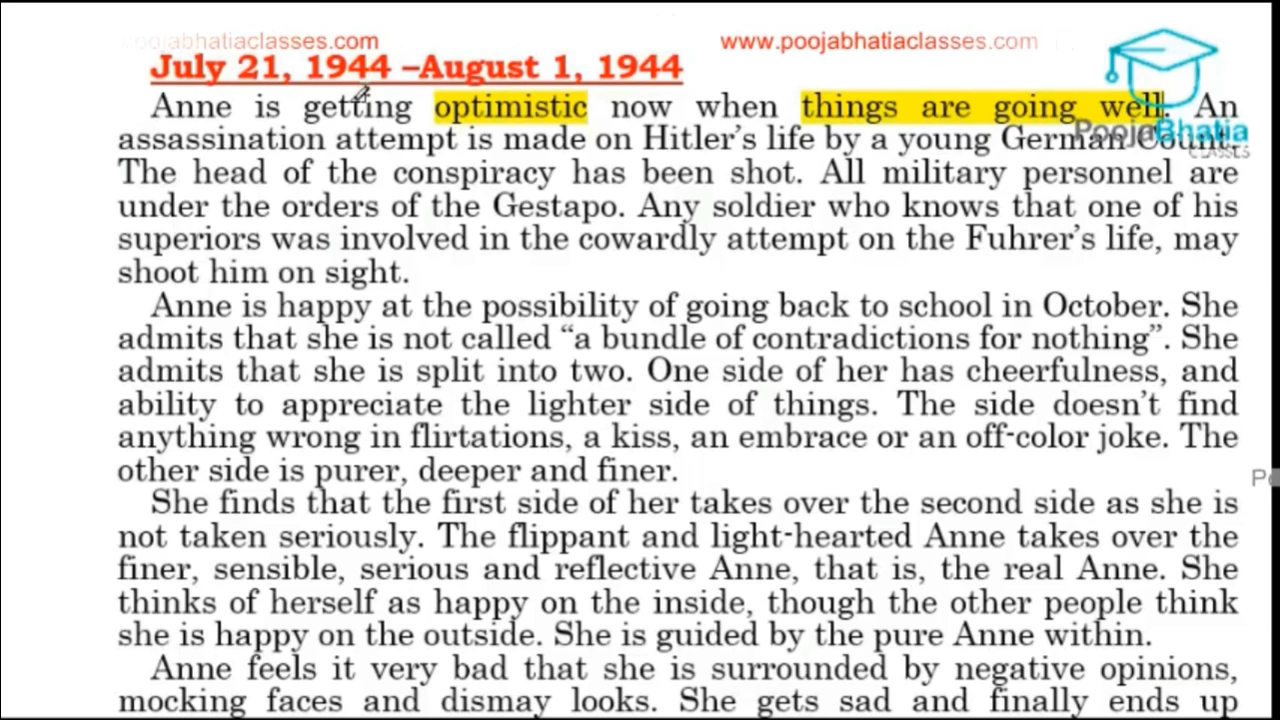 poojabhatiaclasses.com
www.poojabhatiaclasses.com
July 21, 1944 –August 1, 1944
Anne is getting optimistic now when things are going well. An
assassination attempt is made on Hitler's life by a young German Count.
PoojaBhatia
CLASSES
The head of the conspiracy has been shot. All military personnel are
under the orders of the Gestapo. Any soldier who knows that one of his
superiors was involved in the cowardly attempt on the Fuhrer's life, may
shoot him on sight.
Anne is happy at the possibility of going back to school in October. She
admits that she is not called “a bundle of contradictions for nothing”. She
admits that she is split into two. One side of her has cheerfulness, and
ability to appreciate the lighter side of things. The side doesn't find
anything wrong in flirtations, a kiss, an embrace or an off-color joke. The
other side is purer, deeper and finer.
She finds that the first side of her takes over the second side as she is
not taken seriously. The flippant and light-hearted Anne takes over the
finer, sensible, serious and reflective Anne, that is, the real Anne. She
thinks of herself as happy on the inside, though the other people think
she is happy on the outside. She is guided by the pure Anne within.
Anne feels it very bad that she is surrounded by negative opinions,
mocking faces and dismay looks. She gets sad and finally ends up